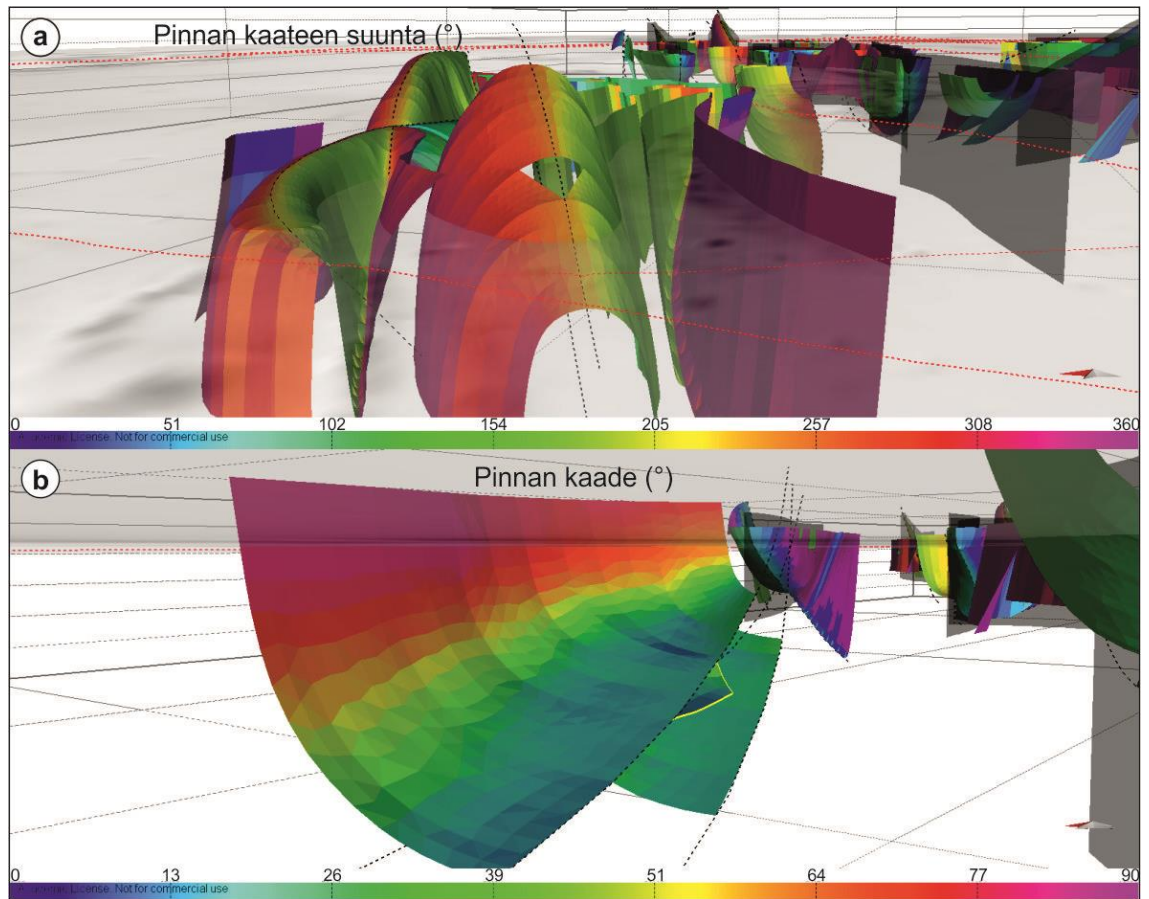 a
Pinnan kaateen suunta (°)
0 51 102 154 205 257 308 360
License. Not for commercial use
b
Pinnan kaade (°)
0 13 26 39 51 64 77 90
License. Not for commercial use